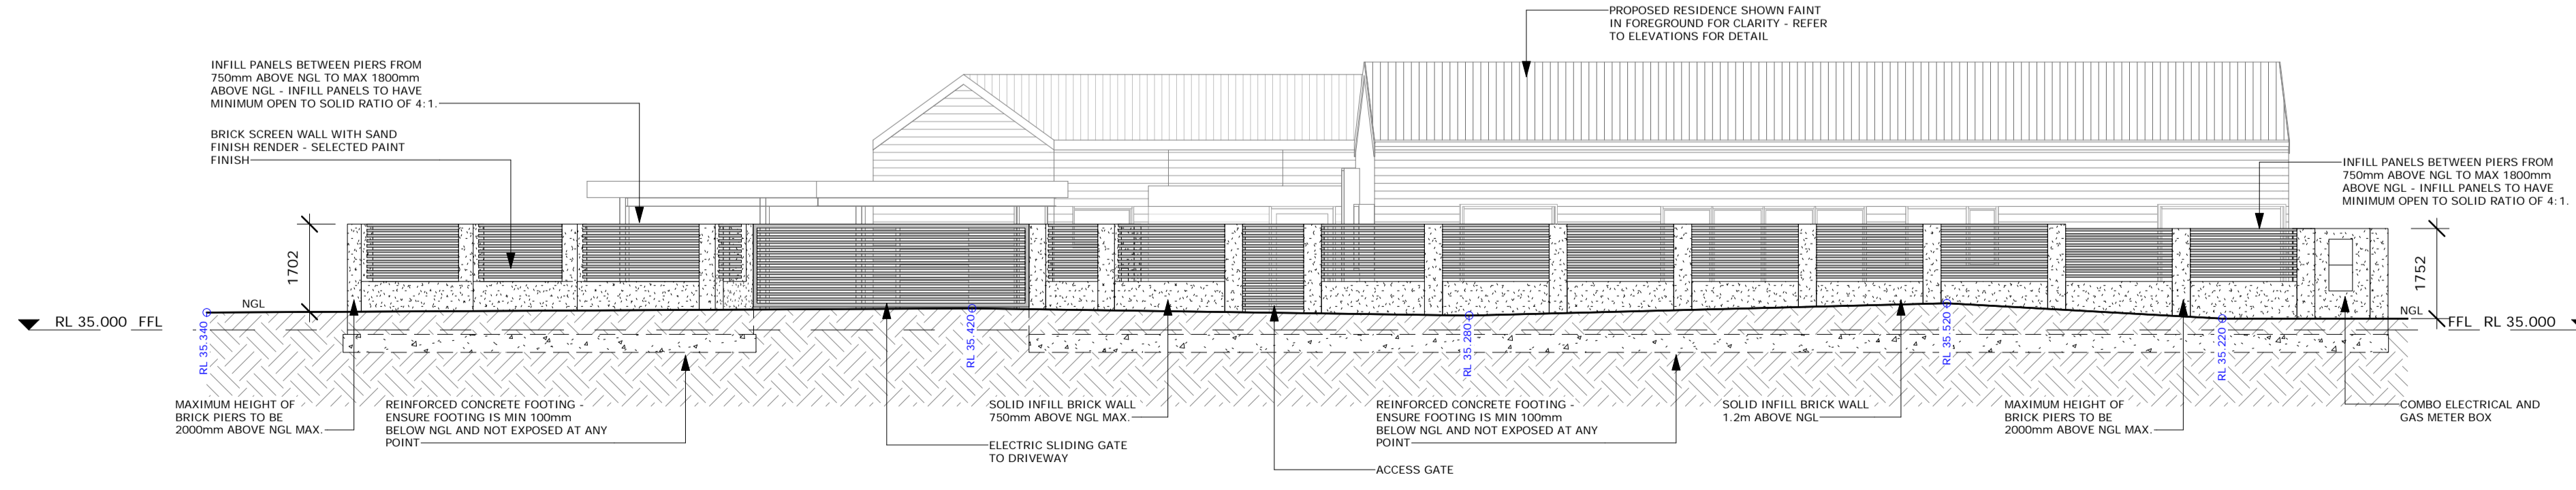 PROPOSED RESIDENCE SHOWN FAINT
IN FOREGROUND FOR CLARITY - REFER
TO ELEVATIONS FOR DETAIL
INFILL PANELS BETWEEN PIERS FROM
750mm ABOVE NGL TO MAX 1800mm
ABOVE NGL - INFILL PANELS TO HAVE
MINIMUM OPEN TO SOLID RATIO OF 4:1.
BRICK SCREEN WALL WITH SAND
FINISH RENDER - SELECTED PAINT
FINISH
INFILL PANELS BETWEEN PIERS FROM
750mm ABOVE NGL TO MAX 1800mm
ABOVE NGL - INFILL PANELS TO HAVE
MINIMUM OPEN TO SOLID RATIO OF 4:1.
1702
1752
NGL
NGL
RL 35.000 FFL
FFL RL 35.000
RL 35.340
RL 35.420
RL 35.280
RL 35.520
RL 35.220
MAXIMUM HEIGHT OF
BRICK PIERS TO BE
2000mm ABOVE NGL MAX.
REINFORCED CONCRETE FOOTING -
ENSURE FOOTING IS MIN 100mm
BELOW NGL AND NOT EXPOSED AT ANY
POINT
SOLID INFILL BRICK WALL
750mm ABOVE NGL MAX.
ELECTRIC SLIDING GATE
TO DRIVEWAY
REINFORCED CONCRETE FOOTING -
ENSURE FOOTING IS MIN 100mm
BELOW NGL AND NOT EXPOSED AT ANY
POINT
ACCESS GATE
SOLID INFILL BRICK WALL
1.2m ABOVE NGL
MAXIMUM HEIGHT OF
BRICK PIERS TO BE
2000mm ABOVE NGL MAX.
COMBO ELECTRICAL AND
GAS METER BOX